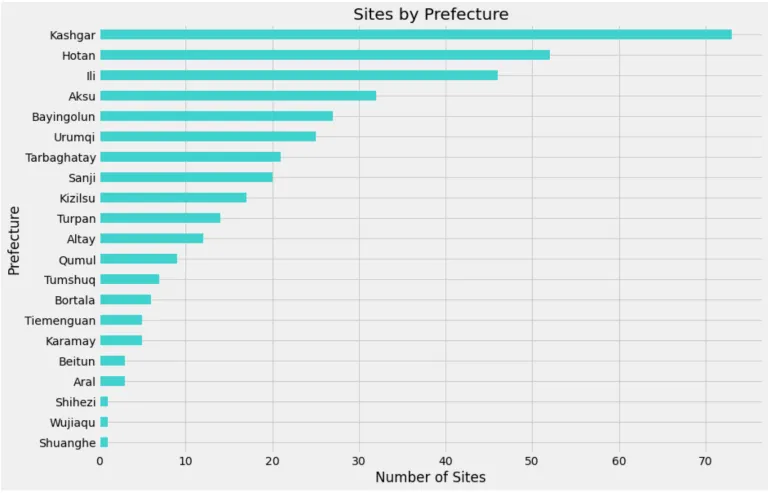 Sites by Prefecture
Kashgar
Hotan
Ili
Aksu
Bayingolun
Urumqi
Tarbaghatay
Sanji
Kizilsu
Turpan
Altay
Qumul
Tumshuq
Bortala
Tiemenguan
Karamay
Beitun
Aral
Shihezi
Wujiaqu
Shuanghe
Prefecture
0 10 20 30 40 50 60 70
Number of Sites